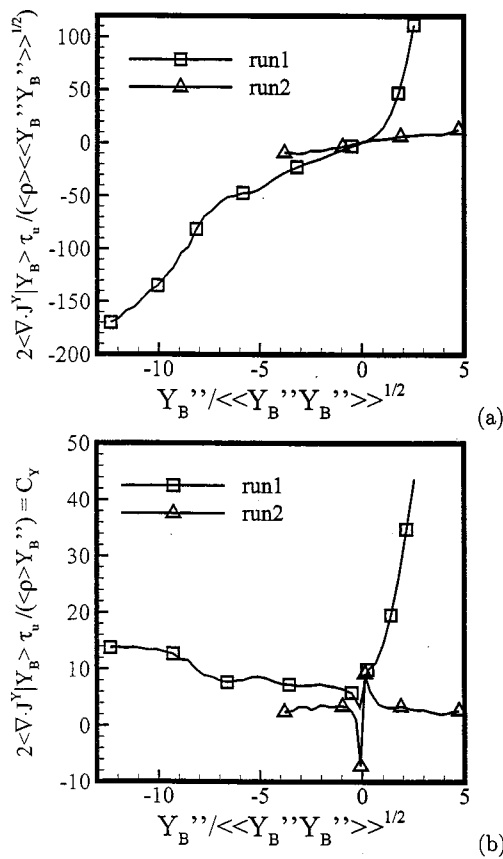 2<∇·J^Y|Y_B> τ_u /(<ρ><<Y_B''Y_B''>>^1/2)
100
50
0
-50
-100
-150
-200
run1
run2
-10
-5
0
5
Y_B''/<<Y_B''Y_B''>>^1/2
(a)
2<∇·J^Y|Y_B> τ_u /(<ρ>Y_B'') = C_Y
50
40
30
20
10
0
-10
run1
run2
-10
-5
0
5
Y_B''/<<Y_B''Y_B''>>^1/2
(b)